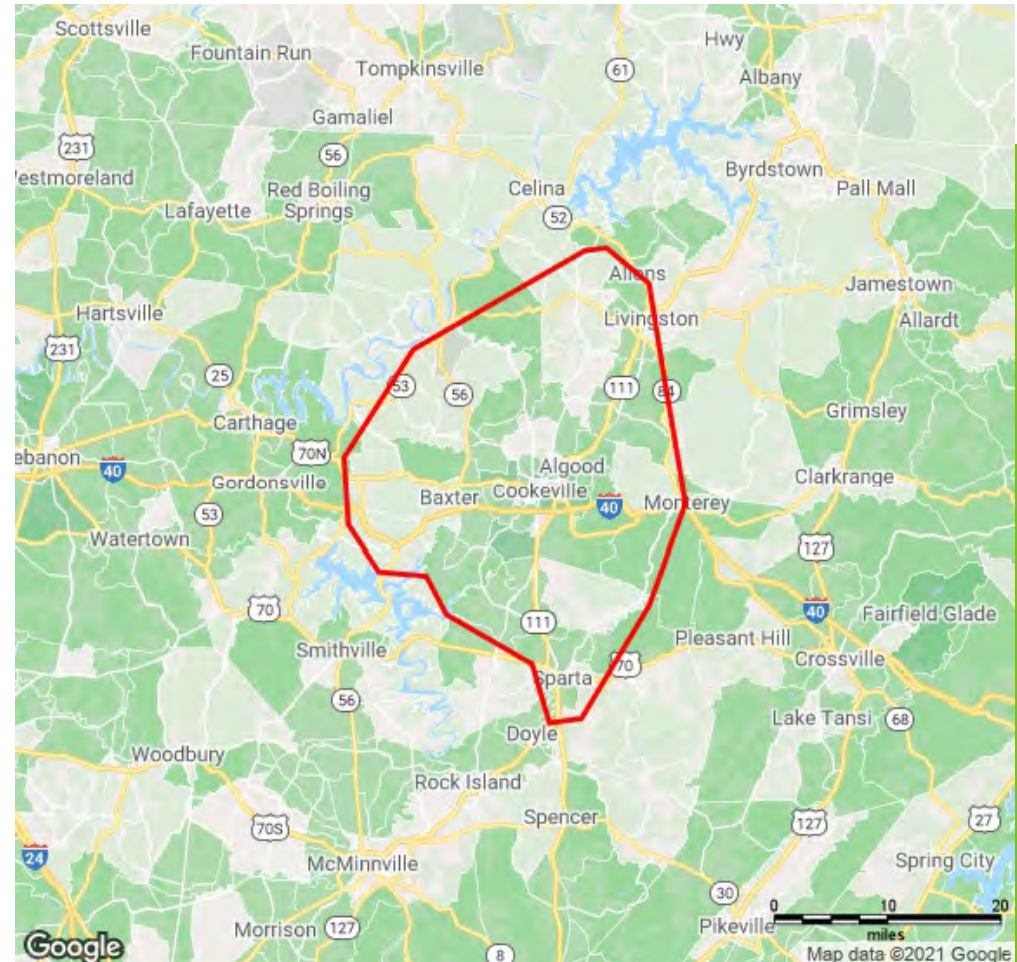 Scottsville
Fountain Run
Tompkinsville
Hwy
61
Albany
Gamaliel
231
56
Byrdstown
estmoreland
Red Boiling
Springs
Celina
Pall Mall
Lafayette
52
Allons
Jamestown
Hartsville
Livingston
Allardt
231
25
53
56
111
84
Grimsley
Carthage
70N
ebanon
40
Algood
Clarkrange
Gordonsville
Baxter
Cookeville
40
Monterey
53
Watertown
127
70
40
Fairfield Glade
111
Pleasant Hill
Smithville
70
Crossville
Sparta
56
Lake Tansi
68
Doyle
Woodbury
Rock Island
Spencer
70S
127
27
24
McMinnville
Spring City
30
0 10 20
miles
Morrison
127
Pikeville
Google
8
Map data ©2021 Google